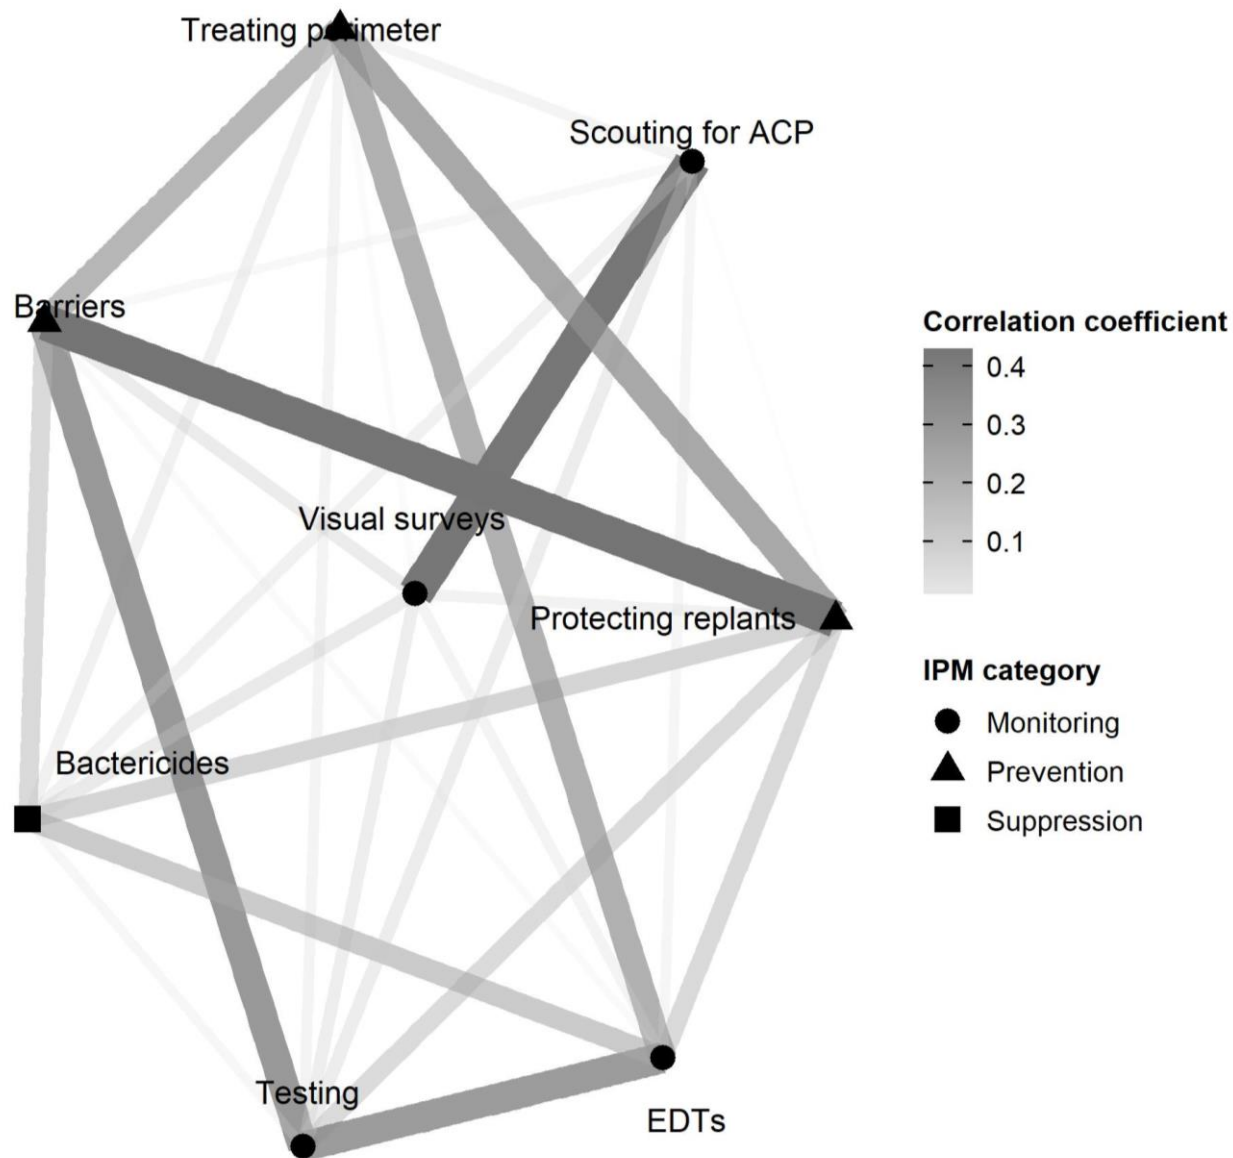 Treating perimeter
Scouting for ACP
Barriers
Visual surveys
Protecting replants
Bactericides
Testing
EDTs
Correlation coefficient
0.4
0.3
0.2
0.1
IPM category
Monitoring
Prevention
Suppression